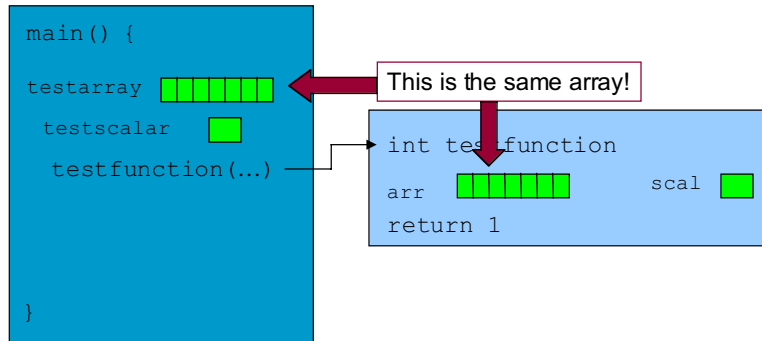 main() {
testarray
This is the same array!
testscalar
testfunction(…)
int testfunction
arr
scal
return 1
}